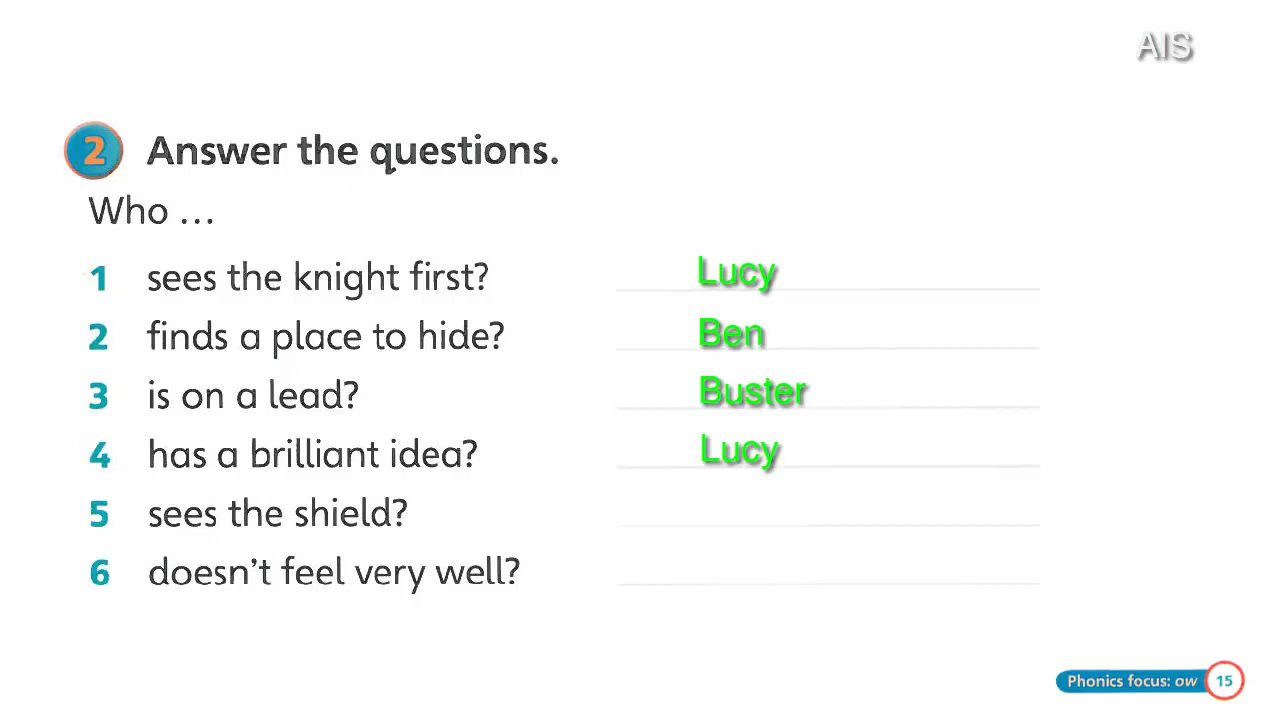 AIS
2 Answer the questions.
Who ...
1 sees the knight first? Lucy
2 finds a place to hide? Ben
3 is on a lead? Buster
4 has a brilliant idea? Lucy
5 sees the shield?
6 doesn't feel very well?
Phonics focus: ow 15